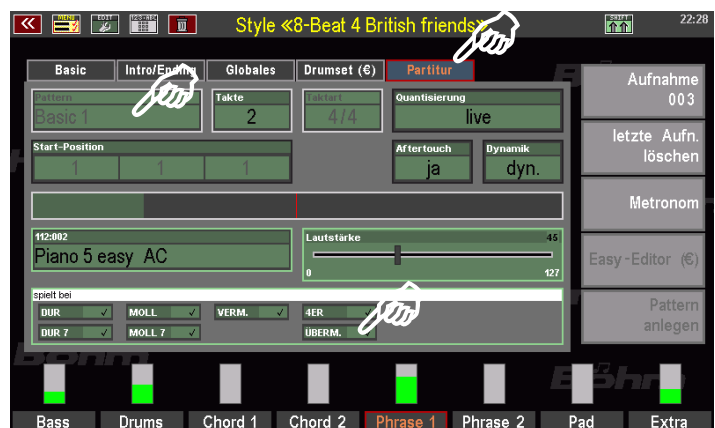 MENU
EDIT
123·ABC
Style «8-Beat 4 British friends»
SHIFT
22:28
Basic
Intro/Ending
Globales
Drumset (€)
Partitur
Pattern
Basic 1
Takte
2
Taktart
4/4
Quantisierung
live
Start-Position
1 1 1
Aftertouch
ja
Dynamik
dyn.
112:002
Piano 5 easy AC
Lautstärke
45
0
127
spielt bei
DUR
MOLL
VERM.
4ER
DUR 7
MOLL 7
ÜBERM.
Aufnahme
003
letzte Aufn.
löschen
Metronom
Easy-Editor (€)
Pattern
anlegen
Böhm
Böhm
Bass
Drums
Chord 1
Chord 2
Phrase 1
Phrase 2
Pad
Extra